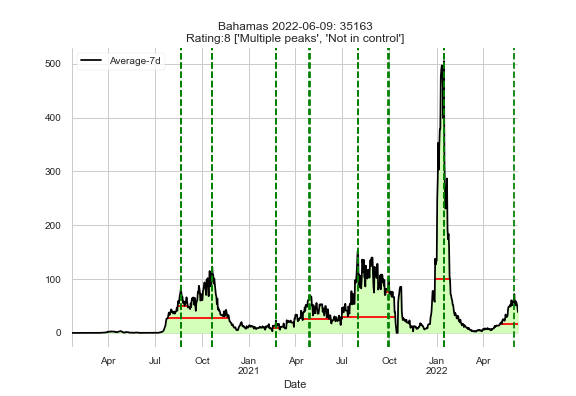 Bahamas 2022-06-09: 35163
Rating:8 ['Multiple peaks', 'Not in control']
Average-7d
500
400
300
200
100
0
Apr Jul Oct Jan Apr Jul Oct Jan Apr
2021 2022
Date